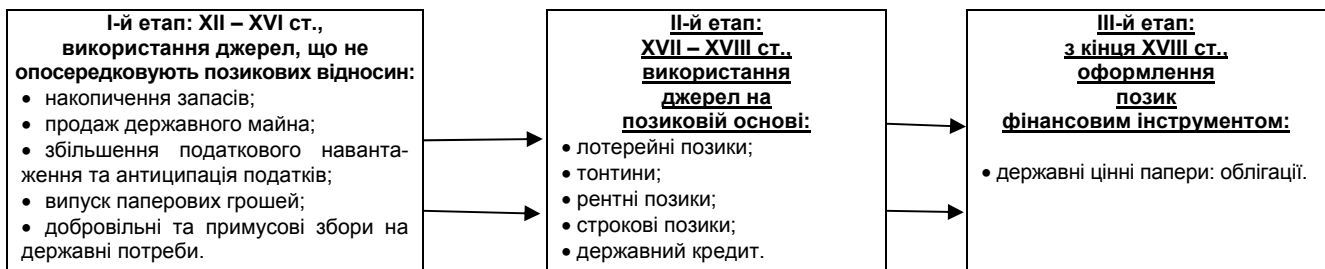 І-й етап: XII – XVI ст.,
використання джерел, що не
опосередковують позикових відносин:
• накопичення запасів;
• продаж державного майна;
• збільшення податкового наванта-
ження та антиципація податків;
• випуск паперових грошей;
• добровільні та примусові збори на
державні потреби.
ІІ-й етап:
XVII – XVIII ст.,
використання
джерел на
позиковій основі:
• лотерейні позики;
• тонтини;
• рентні позики;
• строкові позики;
• державний кредит.
ІІІ-й етап:
з кінця XVIII ст.,
оформлення
позик
фінансовим інструментом:
• державні цінні папери: облігації.